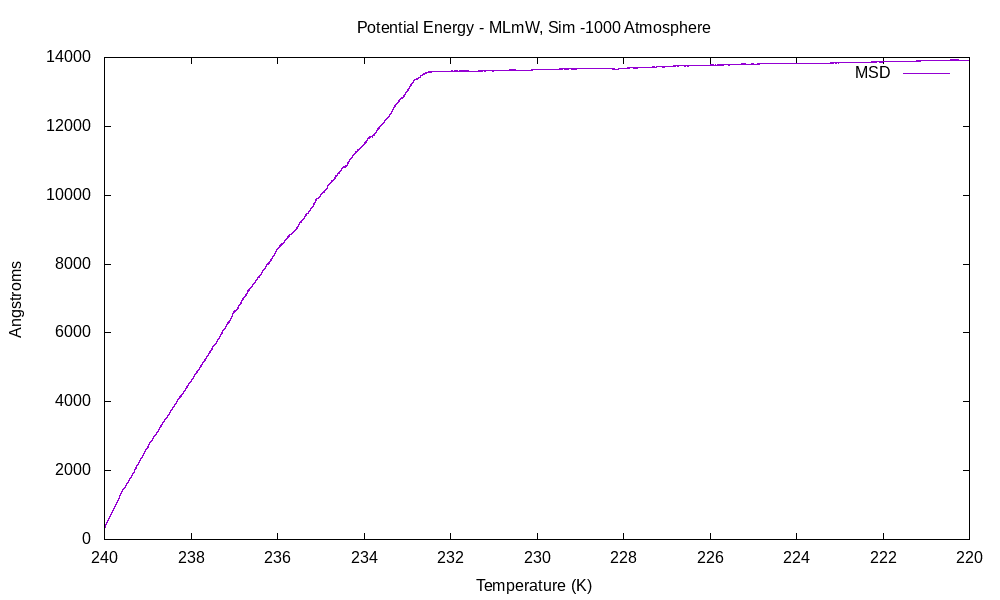 Potential Energy - MLmW, Sim -1000 Atmosphere
14000
MSD
12000
10000
8000
Angstroms
6000
4000
2000
0
240 238 236 234 232 230 228 226 224 222 220
Temperature (K)